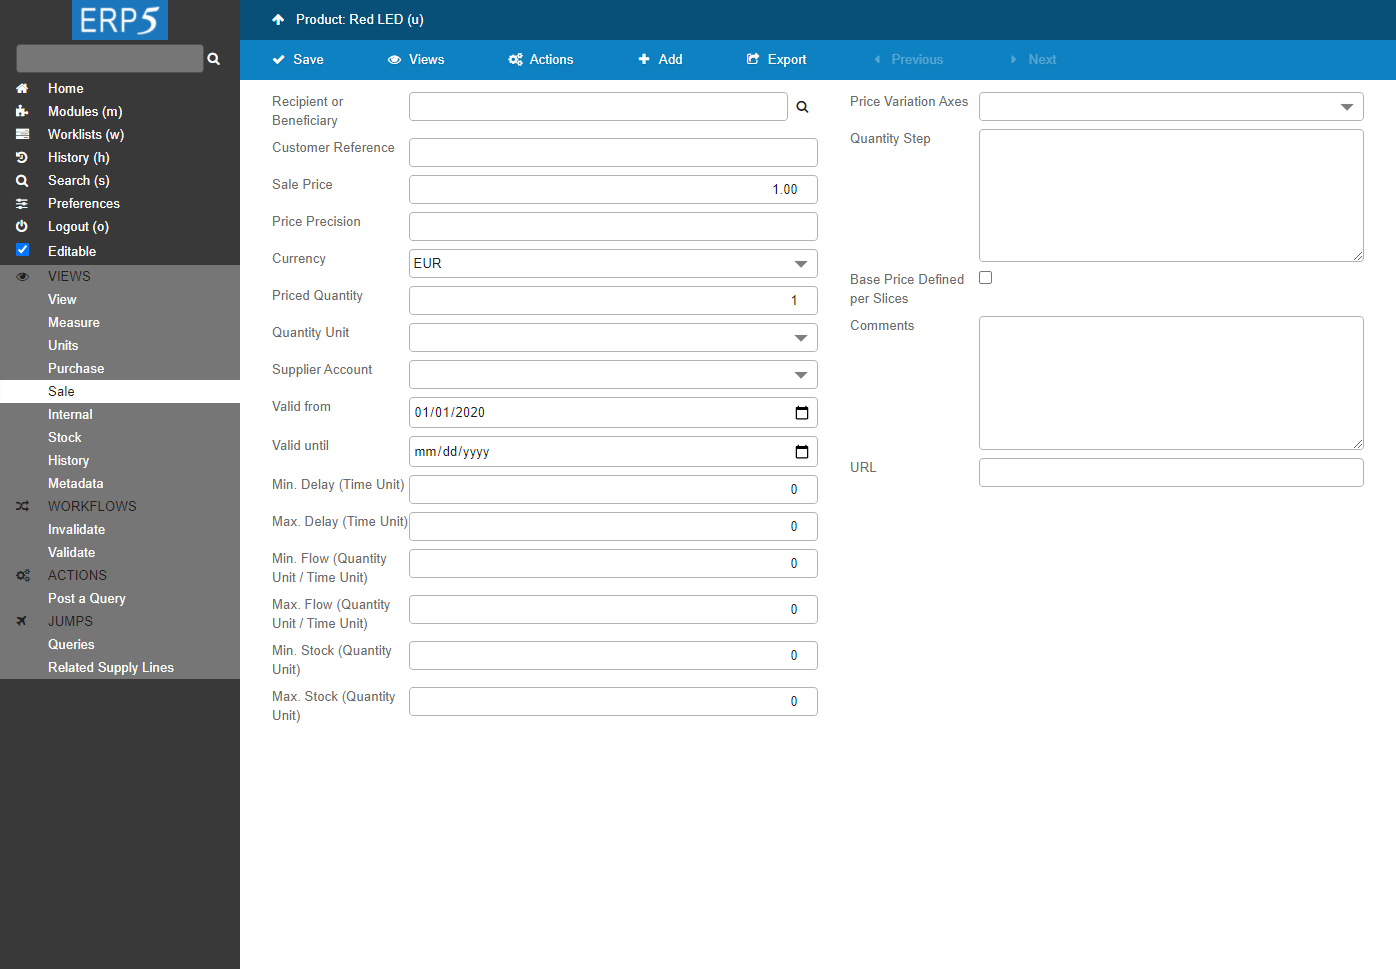 ERP5
Home
Modules (m)
Worklists (w)
History (h)
Search (s)
Preferences
Logout (o)
Editable
VIEWS
View
Measure
Units
Purchase
Sale
Internal
Stock
History
Metadata
WORKFLOWS
Invalidate
Validate
ACTIONS
Post a Query
JUMPS
Queries
Related Supply Lines
Product: Red LED (u)
Save Views Actions Add Export Previous Next
Recipient or
Beneficiary
Customer Reference
Sale Price 1.00
Price Precision
Currency EUR
Priced Quantity 1
Quantity Unit
Supplier Account
Valid from 01/01/2020
Valid until mm/dd/yyyy
Min. Delay (Time Unit) 0
Max. Delay (Time Unit) 0
Min. Flow (Quantity 0
Unit / Time Unit)
Max. Flow (Quantity 0
Unit / Time Unit)
Min. Stock (Quantity 0
Unit)
Max. Stock (Quantity 0
Unit)
Price Variation Axes
Quantity Step
Base Price Defined
per Slices
Comments
URL